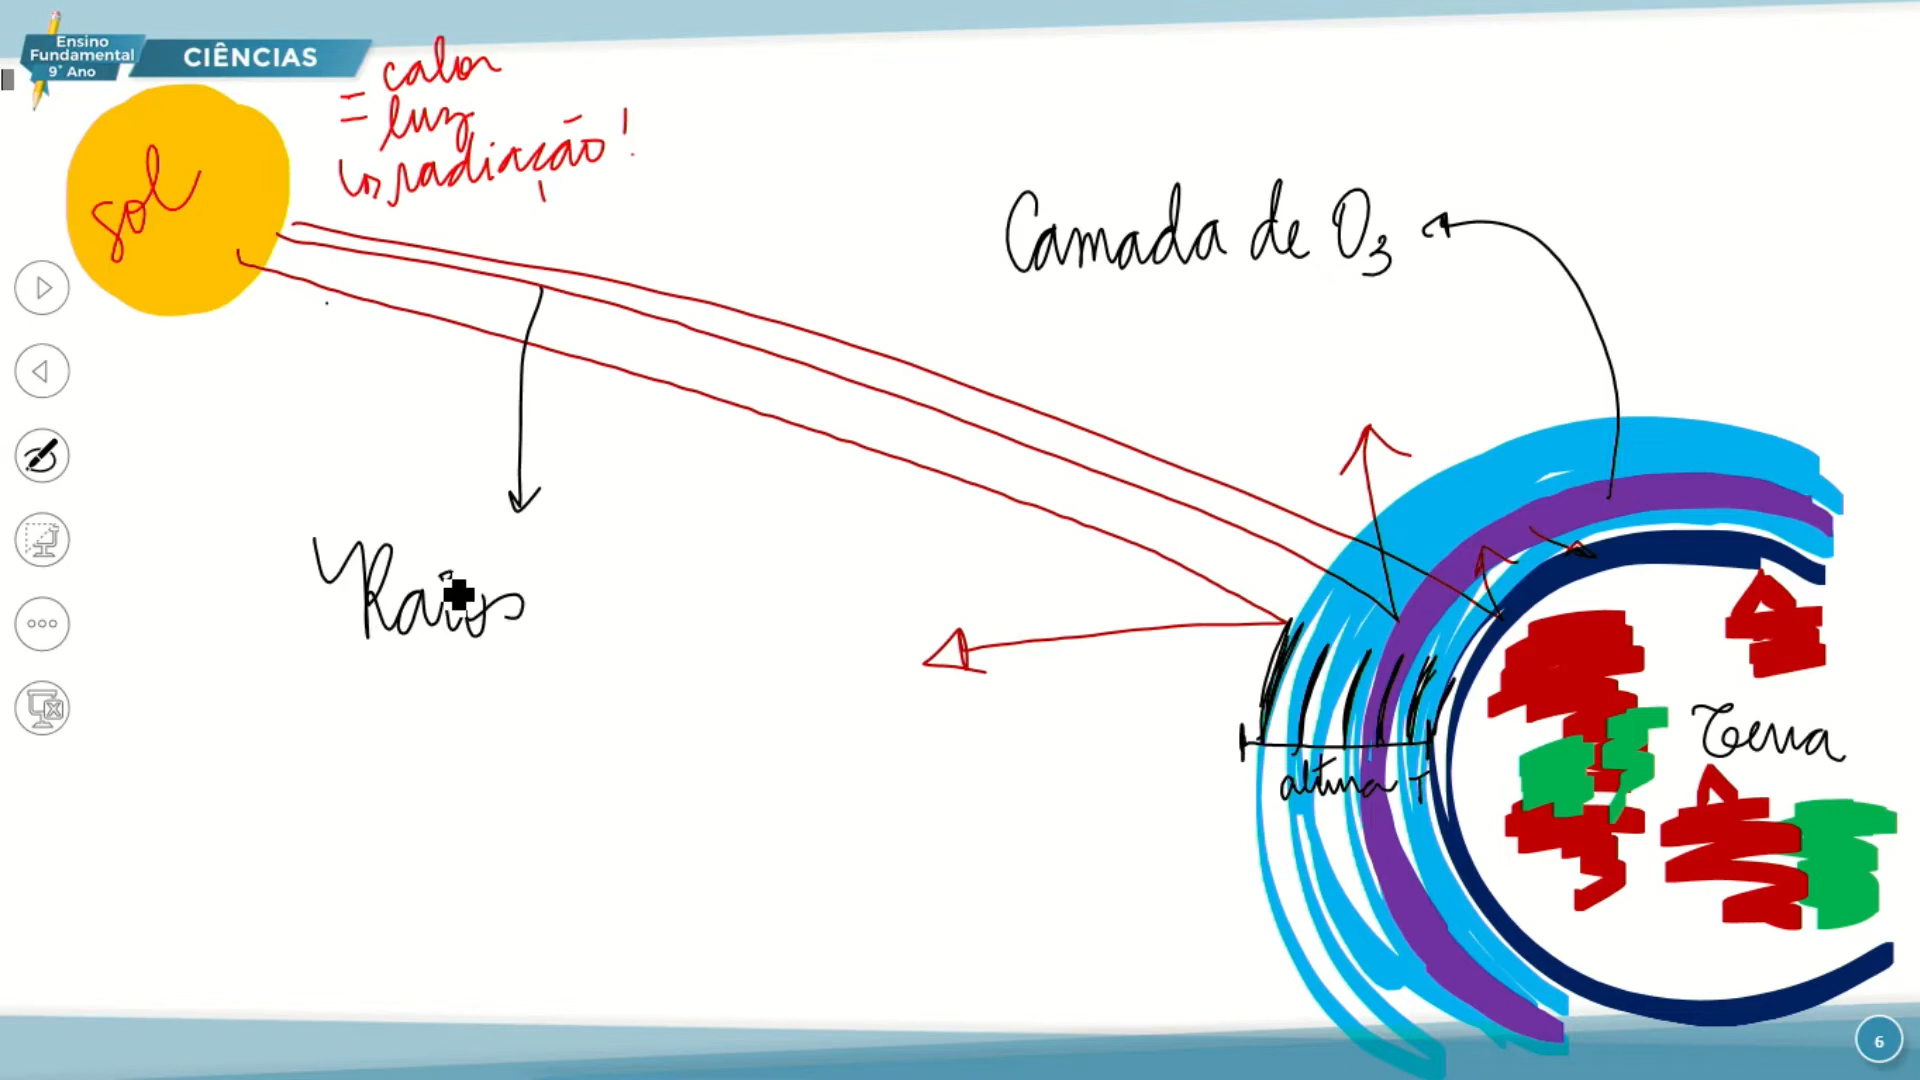 Ensino
Fundamental
9° Ano
CIÊNCIAS
= calor
luz
radiação!
sol
Camada de O3
Raios
Terra
altura
6